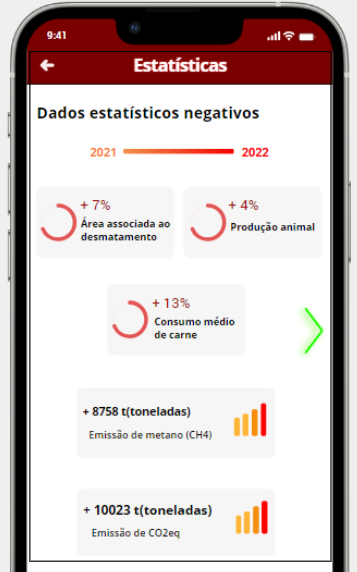 9:41
Estatísticas
Dados estatísticos negativos
2021 2022
+ 7%
Área associada ao
desmatamento
+ 4%
Produção animal
+ 13%
Consumo médio
de carne
+ 8758 t(toneladas)
Emissão de metano (CH4)
+ 10023 t(toneladas)
Emissão de CO2eq